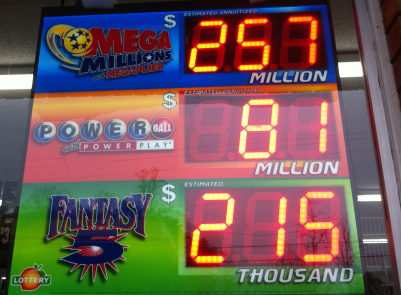 $ ESTIMATED ANNUITIZED
MEGA MILLIONS with MEGAPLIER
251
MILLION
$ ESTIMATED ANNUITIZED
POWERBALL
with POWER PLAY
81
MILLION
$ ESTIMATED
FANTASY 5
215
THOUSAND
LOTTERY